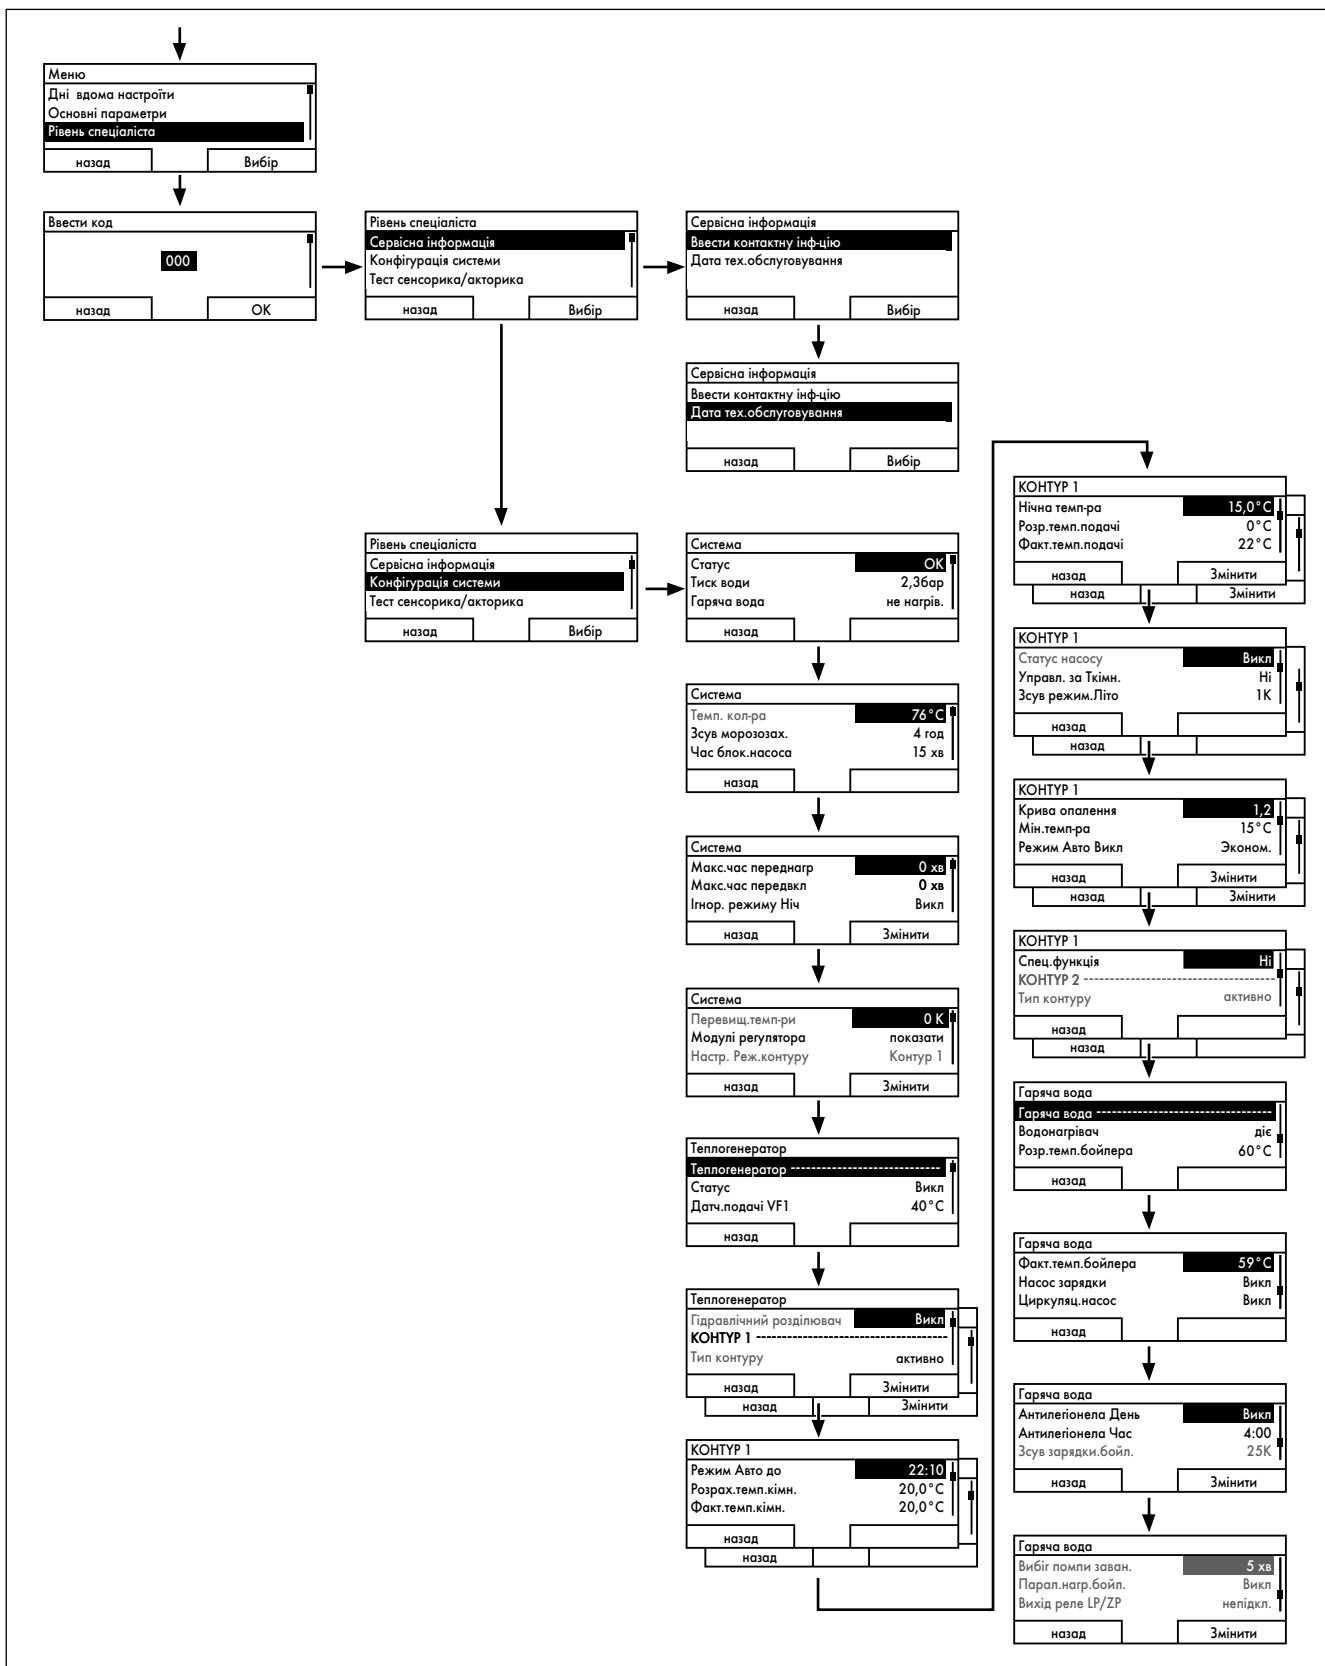 Меню
Дні вдома настроїти
Основні параметри
Рівень спеціаліста
назад Вибір
Ввести код
000
назад OK
Рівень спеціаліста
Сервісна інформація
Конфігурація системи
Тест сенсорика/акторика
назад Вибір
Сервісна інформація
Ввести контактну інф-цію
Дата тех.обслуговування
назад Вибір
Сервісна інформація
Ввести контактну інф-цію
Дата тех.обслуговування
назад Вибір
Рівень спеціаліста
Сервісна інформація
Конфігурація системи
Тест сенсорика/акторика
назад Вибір
Система
Статус OK
Тиск води 2,3бар
Гаряча вода не нагрів.
назад
Система
Темп. кол-ра 76°C
Зсув морозозах. 4 год
Час блок.насоса 15 хв
назад
Система
Макс.час переднагр 0 хв
Макс.час передвкл 0 хв
Ігнор. режиму Ніч Викл
назад Змінити
Система
Перевищ.темп-ри 0 K
Модулі регулятора показати
Настр. Реж.контуру Контур 1
назад Змінити
Теплогенератор
Теплогенератор -----------------------------
Статус Викл
Датч.подачі VF1 40°C
назад
Теплогенератор
Гідравлічний розділювач Викл
КОНТУР 1 -----------------------------
Тип контуру активно
назад Змінити
назад Змінити
КОНТУР 1
Режим Авто до 22:10
Розрах.темп.кімн. 20,0°C
Факт.темп.кімн. 20,0°C
назад
назад
КОНТУР 1
Нічна темп-ра 15,0°C
Розр.темп.подачі 0°C
Факт.темп.подачі 22°C
назад Змінити
назад Змінити
КОНТУР 1
Статус насосу Викл
Управл. за Ткімн. Ні
Зсув режим.Літо 1K
назад
назад
КОНТУР 1
Крива опалення 1,2
Мін.темп-ра 15°C
Режим Авто Викл Эконом.
назад Змінити
назад Змінити
КОНТУР 1
Спец.функція Ні
КОНТУР 2 -----------------------------
Тип контуру активно
назад
назад
Гаряча вода
Гаряча вода -----------------------------
Водонагрівач діє
Розр.темп.бойлера 60°C
назад
Гаряча вода
Факт.темп.бойлера 59°C
Насос зарядки Викл
Циркуляц.насос Викл
назад
Гаряча вода
Антилегіонела День Викл
Антилегіонела Час 4:00
Зсув зарядки.бойл. 25K
назад Змінити
Гаряча вода
Вибіг помпи заван. 5 хв
Парал.нагр.бойл. Викл
Вихід реле LP/ZP непідкл.
назад Змінити